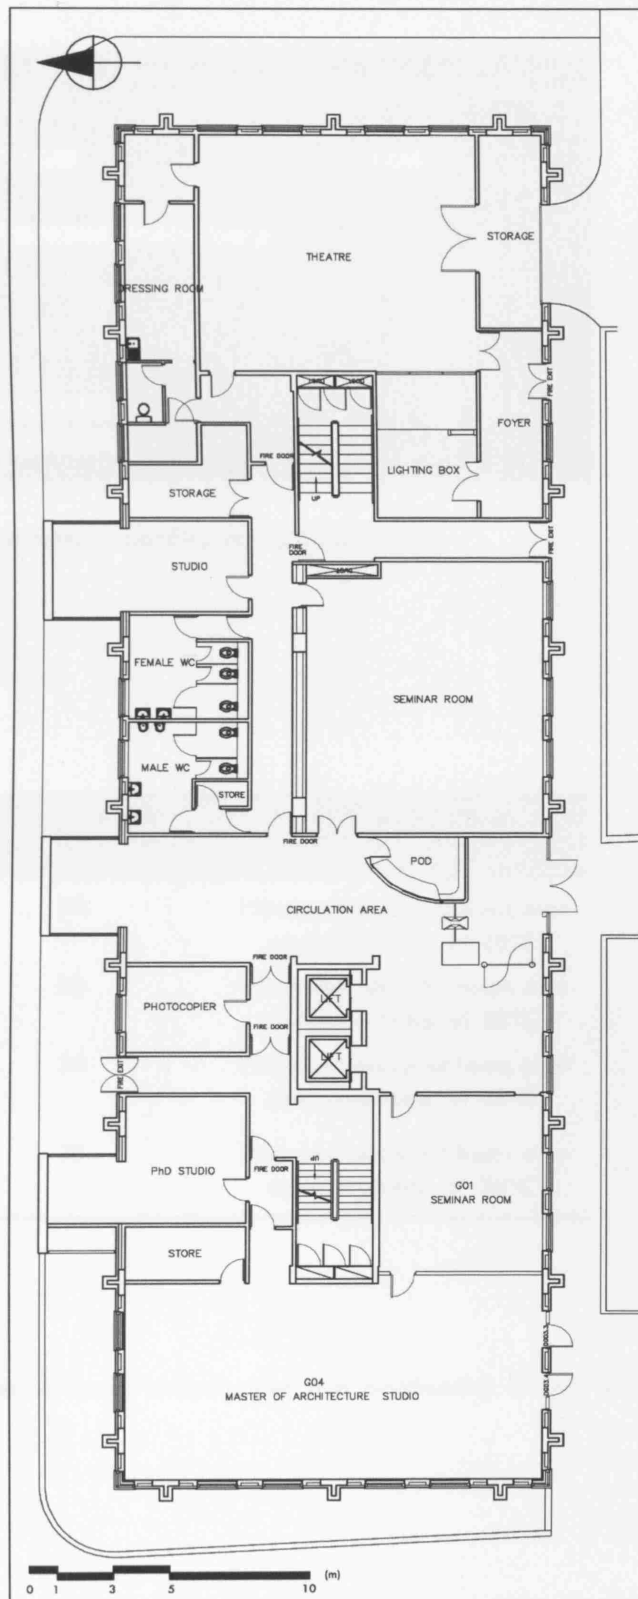 THEATRE
STORAGE
DRESSING ROOM
FIRE EXIT
FOYER
LIGHTING BOX
FIRE DOOR
UP
STORAGE
FIRE
DOOR
FIRE EXIT
STUDIO
FEMALE WC
SEMINAR ROOM
MALE WC
STORE
FIRE DOOR
POD
CIRCULATION AREA
FIRE DOOR
LIFT
PHOTOCOPIER
FIRE DOOR
LIFT
FIRE EXIT
UP
PhD STUDIO
FIRE DOOR
G01
SEMINAR ROOM
STORE
G04
MASTER OF ARCHITECTURE STUDIO
(m)
0 1 3 5 10